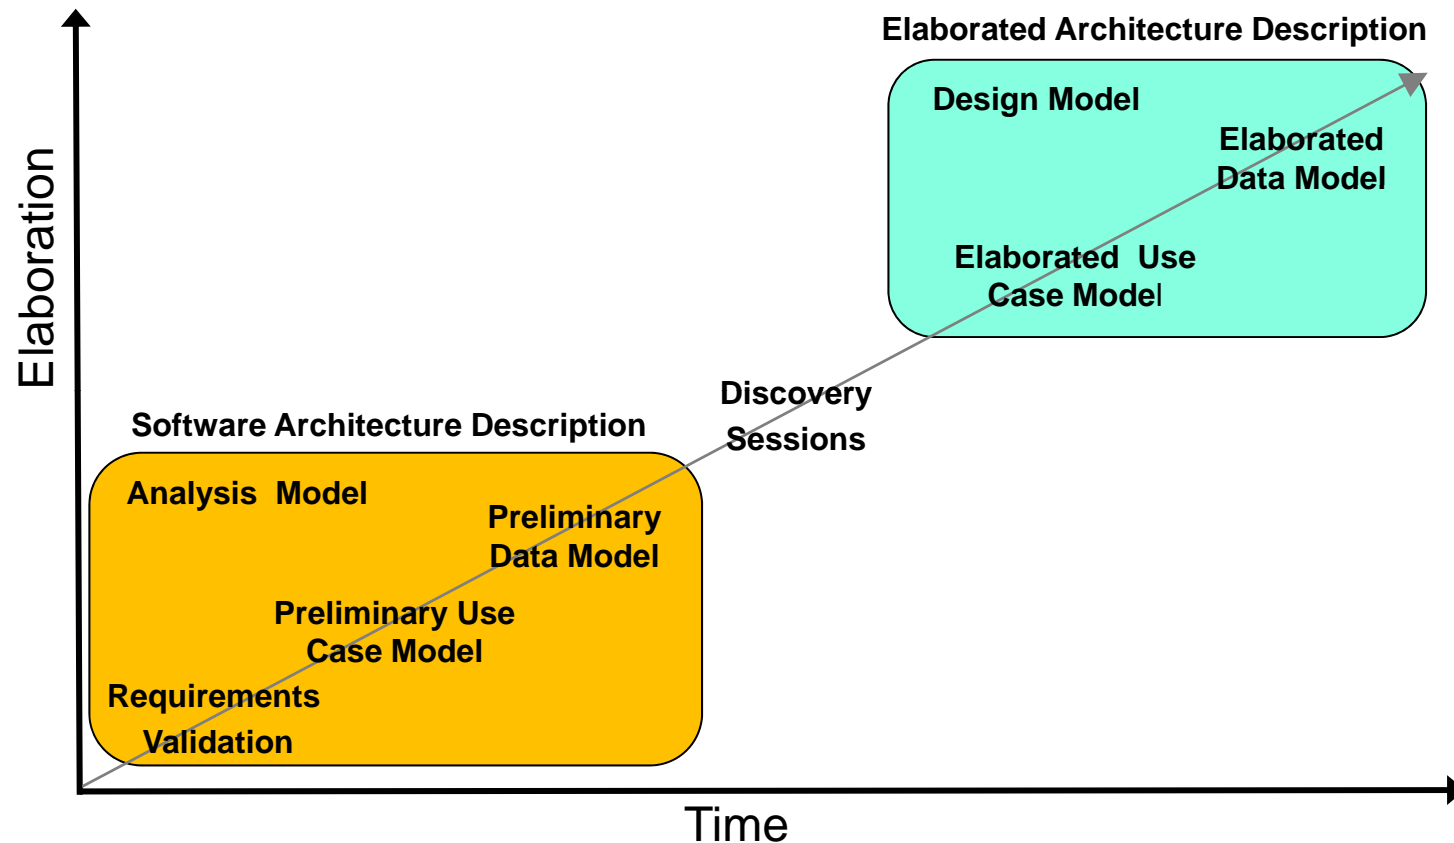 Elaborated Architecture Description
Design Model
Elaborated
Data Model
Elaborated  Use
Case Model
Elaboration
Discovery
Sessions
Software Architecture Description
Analysis  Model
Preliminary
Data Model
Preliminary Use
Case Model
Requirements
Validation
Time